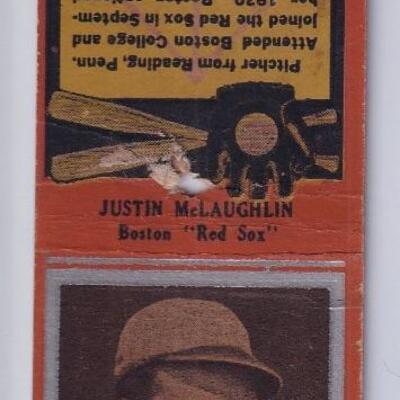 Pitcher from Reading, Penn.
Attended Boston College and
joined the Red Sox in Septem-
ber
JUSTIN McLAUGHLIN
Boston "Red Sox"